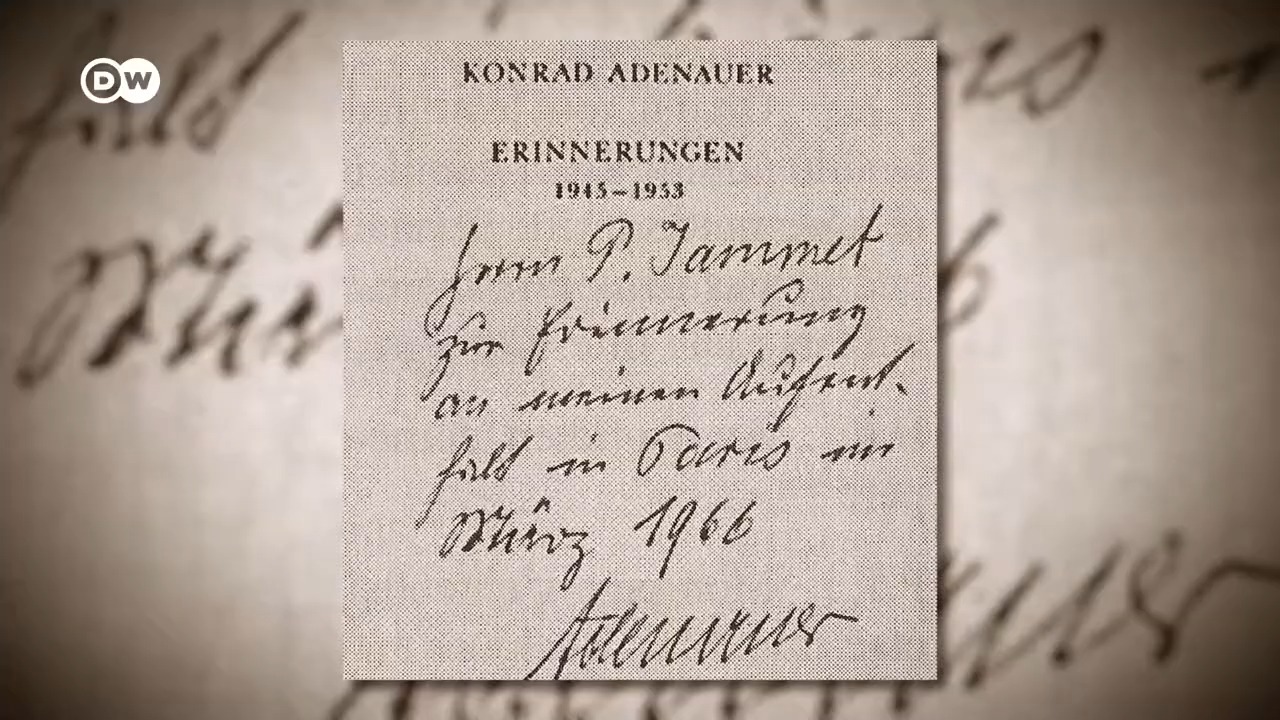 DW
KONRAD ADENAUER
ERINNERUNGEN
1945–1953
Herrn P. Jammet
zur Erinnerung
an meinen Aufent-
halt in Paris im
März 1966
Adenauer